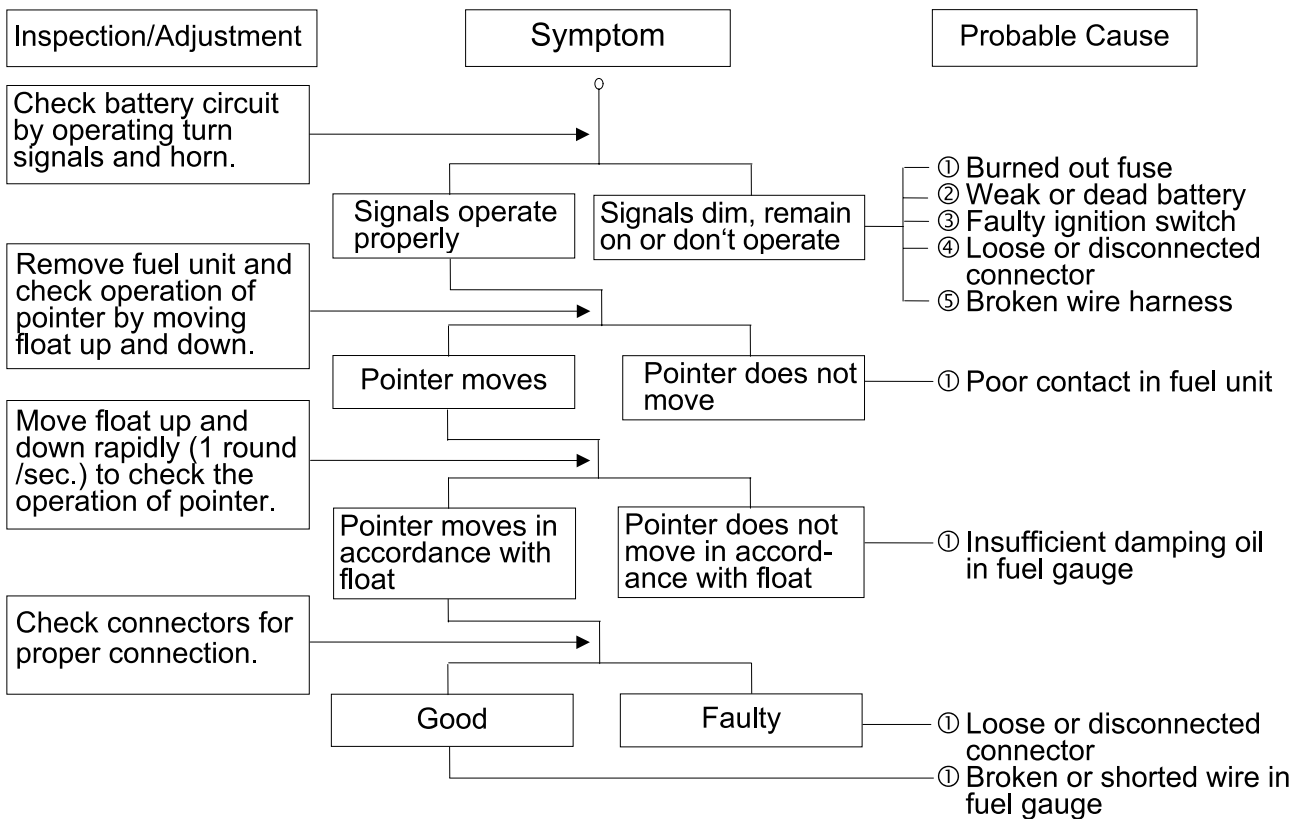 Inspection/Adjustment
Symptom
Probable Cause
Check battery circuit
by operating turn
signals and horn.
Signals operate
properly
Signals dim, remain
on or don‘t operate
① Burned out fuse
② Weak or dead battery
③ Faulty ignition switch
④ Loose or disconnected
connector
⑤ Broken wire harness
Remove fuel unit and
check operation of
pointer by moving
float up and down.
Pointer moves
Pointer does not
move
① Poor contact in fuel unit
Move float up and
down rapidly (1 round
/sec.) to check the
operation of pointer.
Pointer moves in
accordance with
float
Pointer does not
move in accord-
ance with float
① Insufficient damping oil
in fuel gauge
Check connectors for
proper connection.
Good
Faulty
① Loose or disconnected
connector
① Broken or shorted wire in
fuel gauge